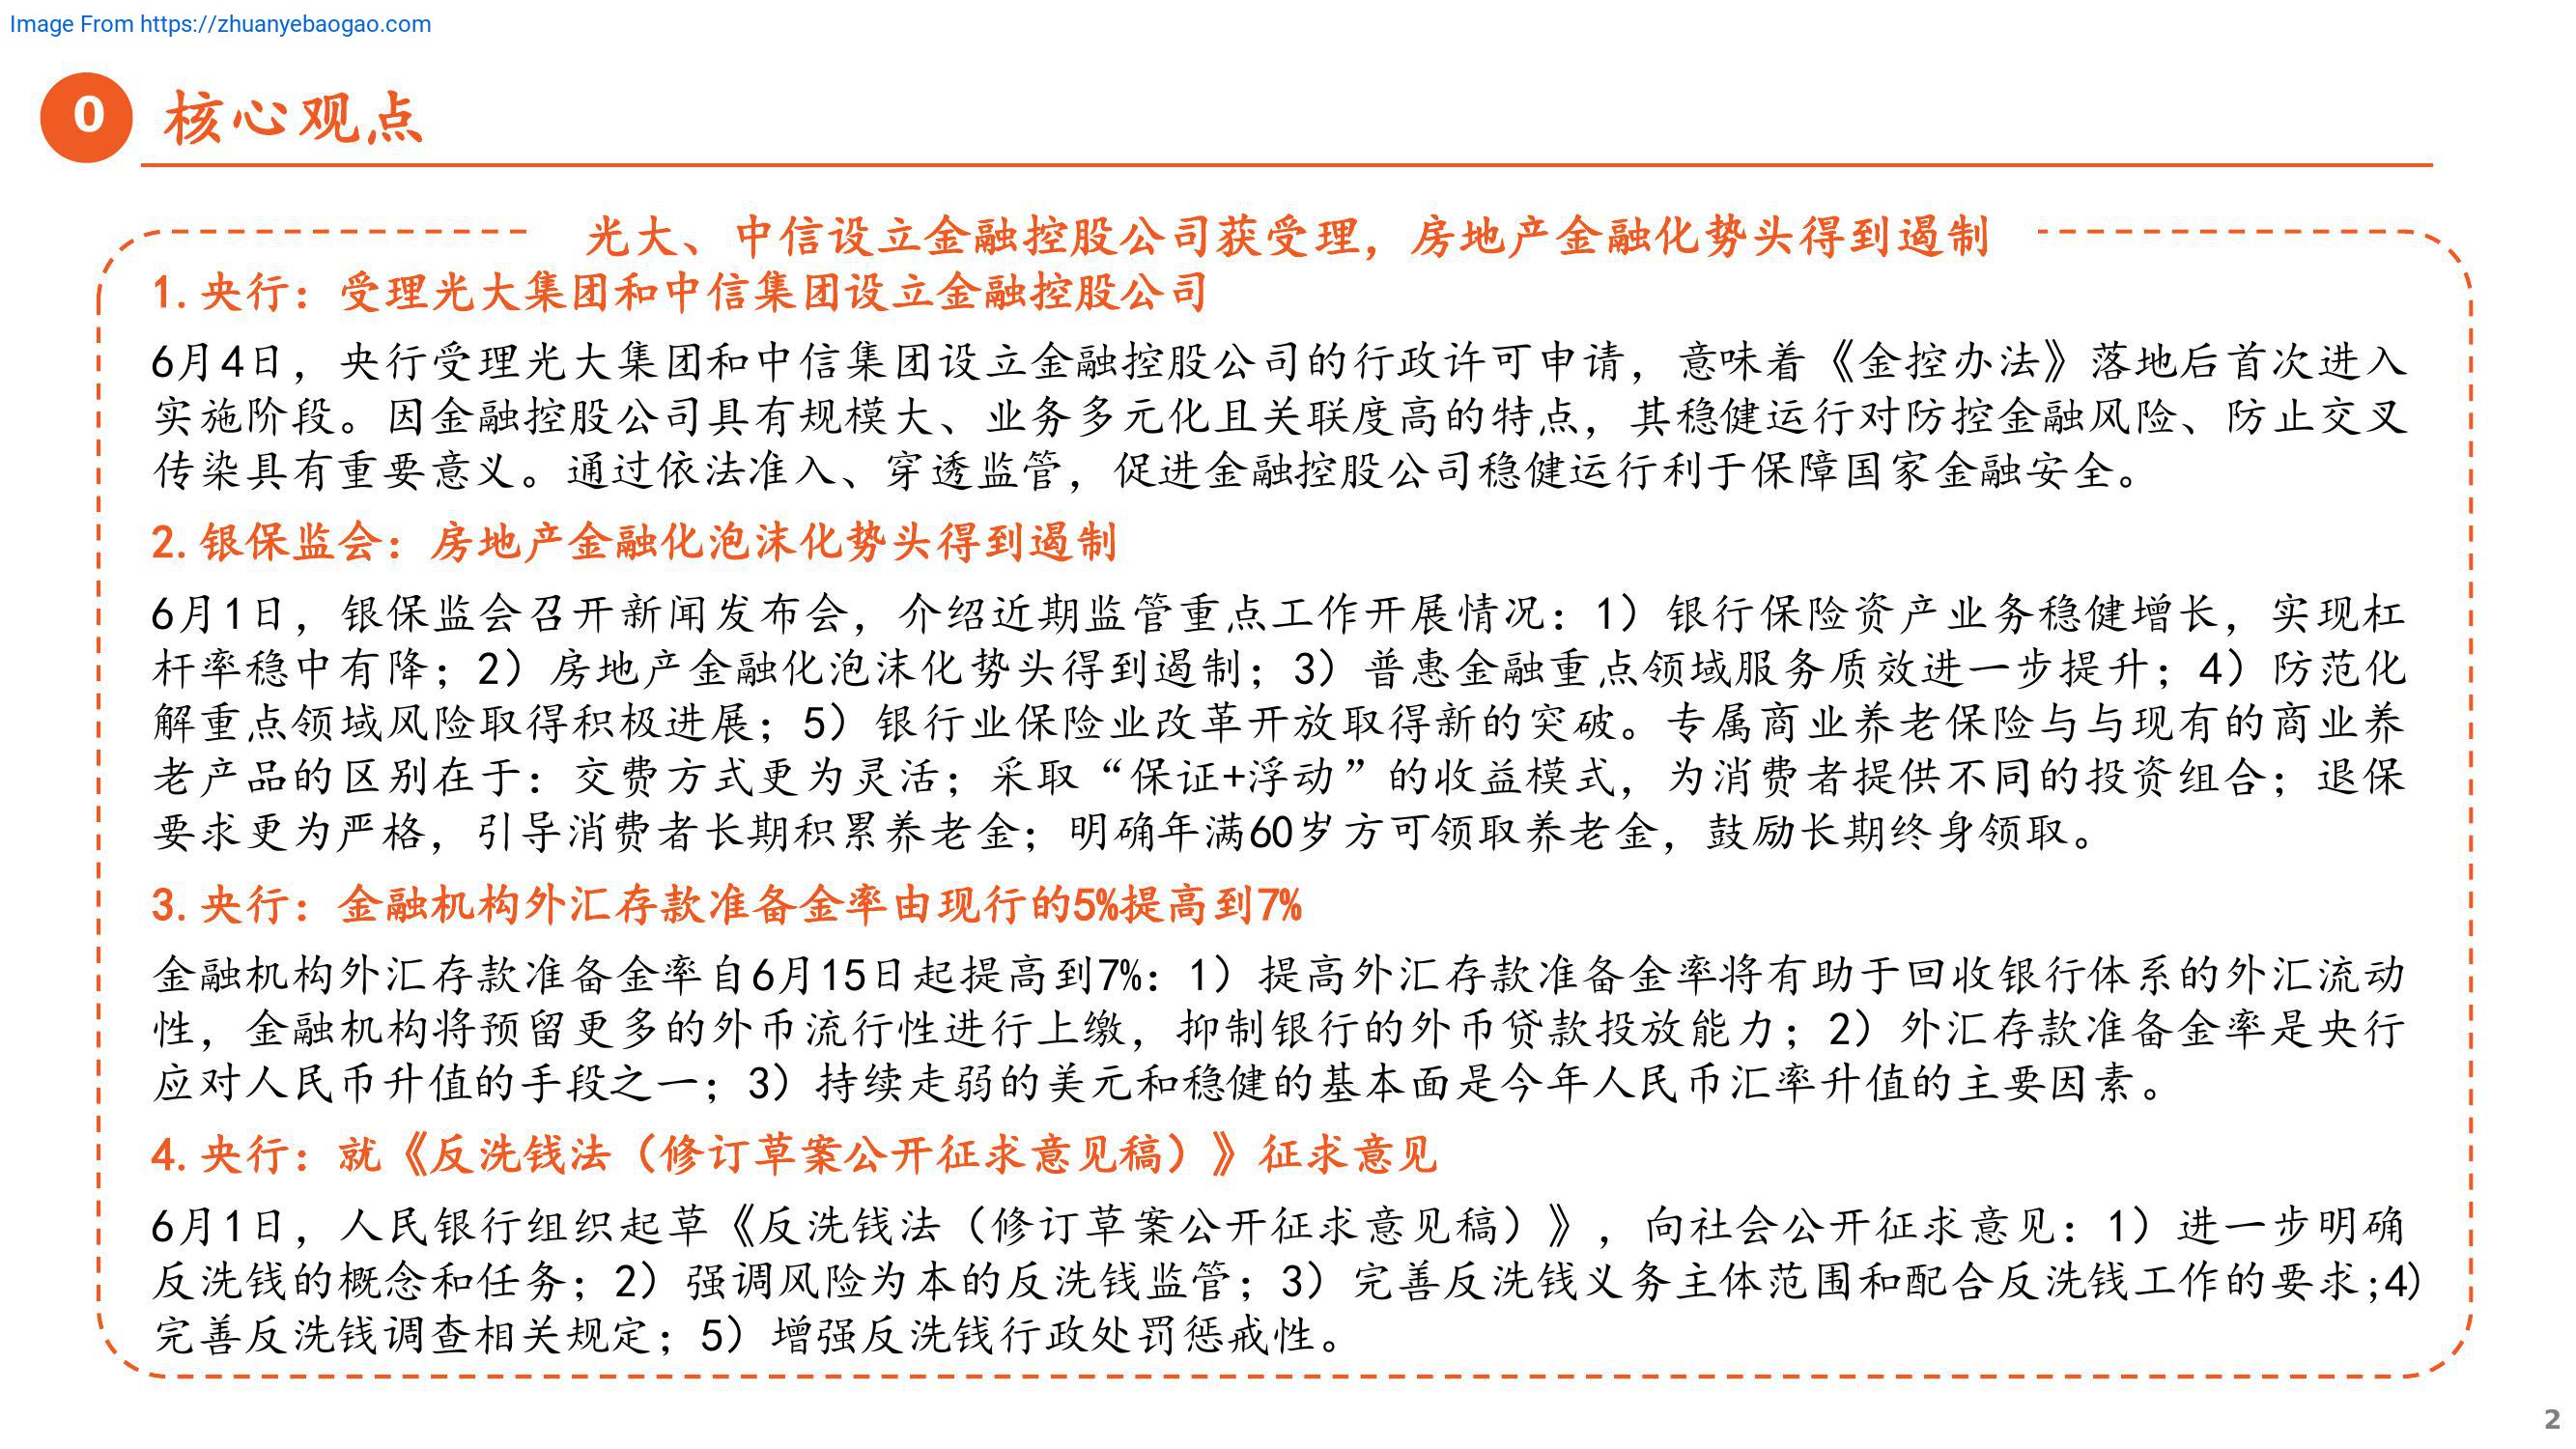 Image From https://zhuanyebaogao.com
0 核心观点
光大、中信设立金融控股公司获受理，房地产金融化势头得到遏制
1.央行：受理光大集团和中信集团设立金融控股公司
6月4日，央行受理光大集团和中信集团设立金融控股公司的行政许可申请，意味着《金控办法》落地后首次进入
实施阶段。因金融控股公司具有规模大、业务多元化且关联度高的特点，其稳健运行对防控金融风险、防止交叉
传染具有重要意义。通过依法准入、穿透监管，促进金融控股公司稳健运行利于保障国家金融安全。
2.银保监会：房地产金融化泡沫化势头得到遏制
6月1日，银保监会召开新闻发布会，介绍近期监管重点工作开展情况：1）银行保险资产业务稳健增长，实现杠
杆率稳中有降；2）房地产金融化泡沫化势头得到遏制；3）普惠金融重点领域服务质效进一步提升；4）防范化
解重点领域风险取得积极进展；5）银行业保险业改革开放取得新的突破。专属商业养老保险与与现有的商业养
老产品的区别在于：交费方式更为灵活；采取“保证+浮动”的收益模式，为消费者提供不同的投资组合；退保
要求更为严格，引导消费者长期积累养老金；明确年满60岁方可领取养老金，鼓励长期终身领取。
3.央行：金融机构外汇存款准备金率由现行的5%提高到7%
金融机构外汇存款准备金率自6月15日起提高到7%：1）提高外汇存款准备金率将有助于回收银行体系的外汇流动
性，金融机构将预留更多的外币流行性进行上缴，抑制银行的外币贷款投放能力；2）外汇存款准备金率是央行
应对人民币升值的手段之一；3）持续走弱的美元和稳健的基本面是今年人民币汇率升值的主要因素。
4.央行：就《反洗钱法（修订草案公开征求意见稿）》征求意见
6月1日，人民银行组织起草《反洗钱法（修订草案公开征求意见稿）》，向社会公开征求意见：1）进一步明确
反洗钱的概念和任务；2）强调风险为本的反洗钱监管；3）完善反洗钱义务主体范围和配合反洗钱工作的要求;4)
完善反洗钱调查相关规定；5）增强反洗钱行政处罚惩戒性。
2